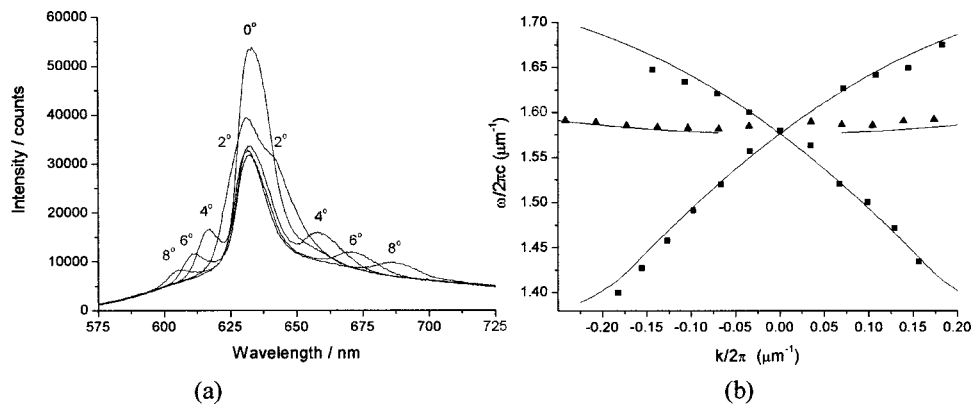 60000
50000
40000
30000
20000
10000
0
Intensity / counts
0°
2° 2°
4° 4°
6° 6°
8° 8°
575 600 625 650 675 700 725
Wavelength / nm
(a)
1.70
1.65
1.60
1.55
1.50
1.45
1.40
ω/2πc (μm⁻¹)
-0.20 -0.15 -0.10 -0.05 0.00 0.05 0.10 0.15 0.20
k/2π (μm⁻¹)
(b)